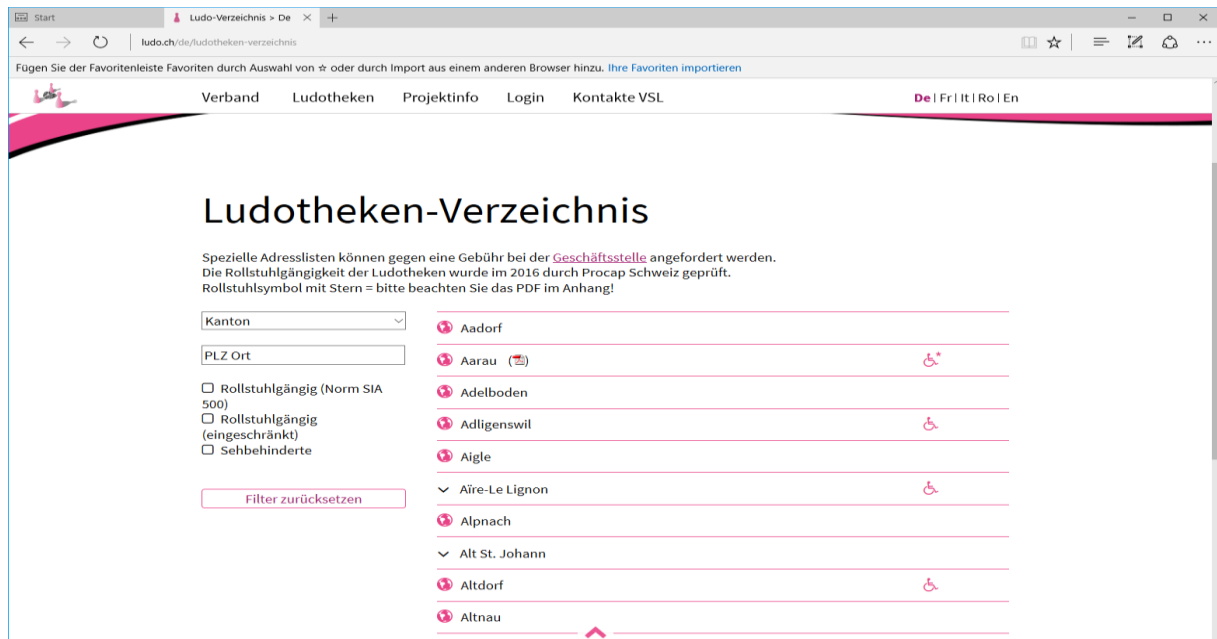 Start
Ludo-Verzeichnis > De
ludo.ch/de/ludotheken-verzeichnis
Fügen Sie der Favoritenleiste Favoriten durch Auswahl von ☆ oder durch Import aus einem anderen Browser hinzu. Ihre Favoriten importieren
Verband Ludotheken Projektinfo Login Kontakte VSL De | Fr | It | Ro | En
Ludotheken-Verzeichnis
Spezielle Adresslisten können gegen eine Gebühr bei der Geschäftsstelle angefordert werden.
Die Rollstuhlgängigkeit der Ludotheken wurde im 2016 durch Procap Schweiz geprüft.
Rollstuhlsymbol mit Stern = bitte beachten Sie das PDF im Anhang!
Kanton
PLZ Ort
Rollstuhlgängig (Norm SIA
500)
Rollstuhlgängig
(eingeschränkt)
Sehbehinderte
Filter zurücksetzen
Aadorf
Aarau ( )
Adelboden
Adligenswil
Aigle
Aïre-Le Lignon
Alpnach
Alt St. Johann
Altdorf
Altnau